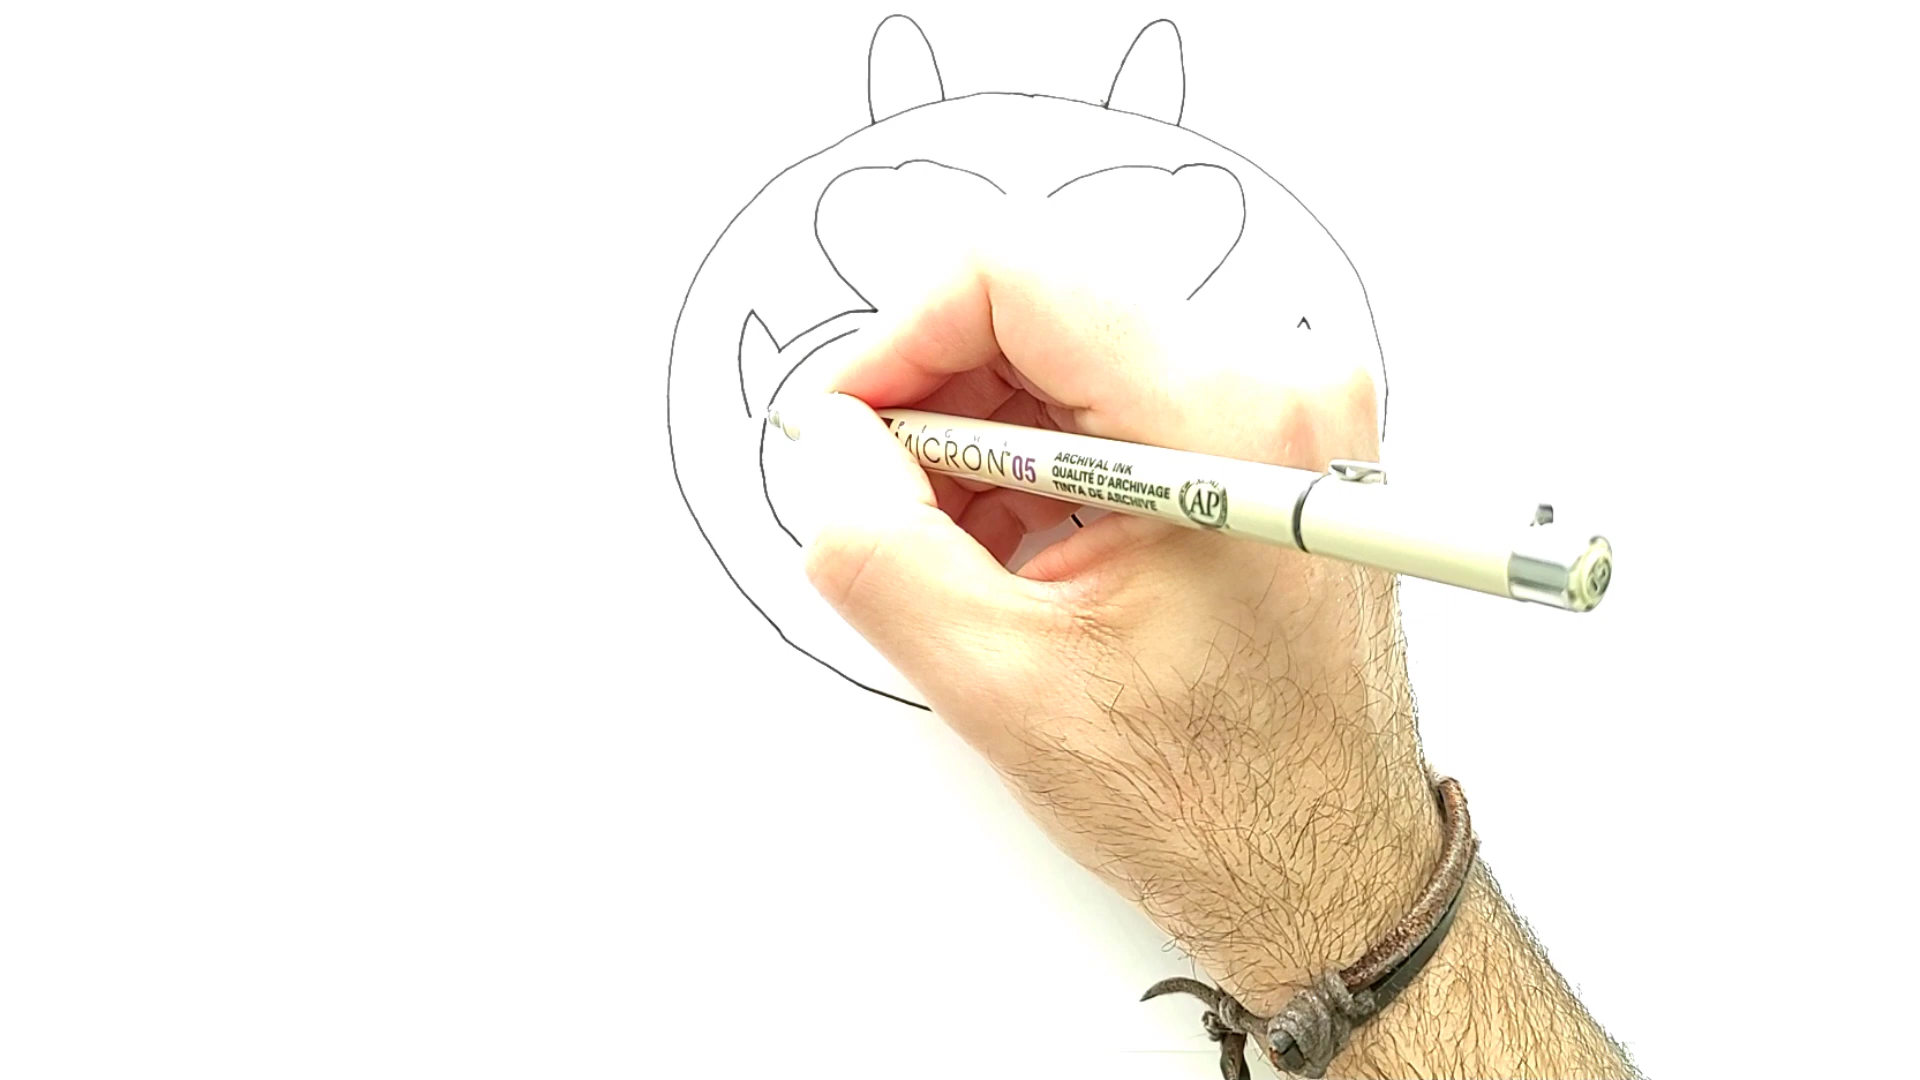 MICRON 05
ARCHIVAL INK
QUALITÉ D'ARCHIVAGE
TINTA DE ARCHIVE
AP